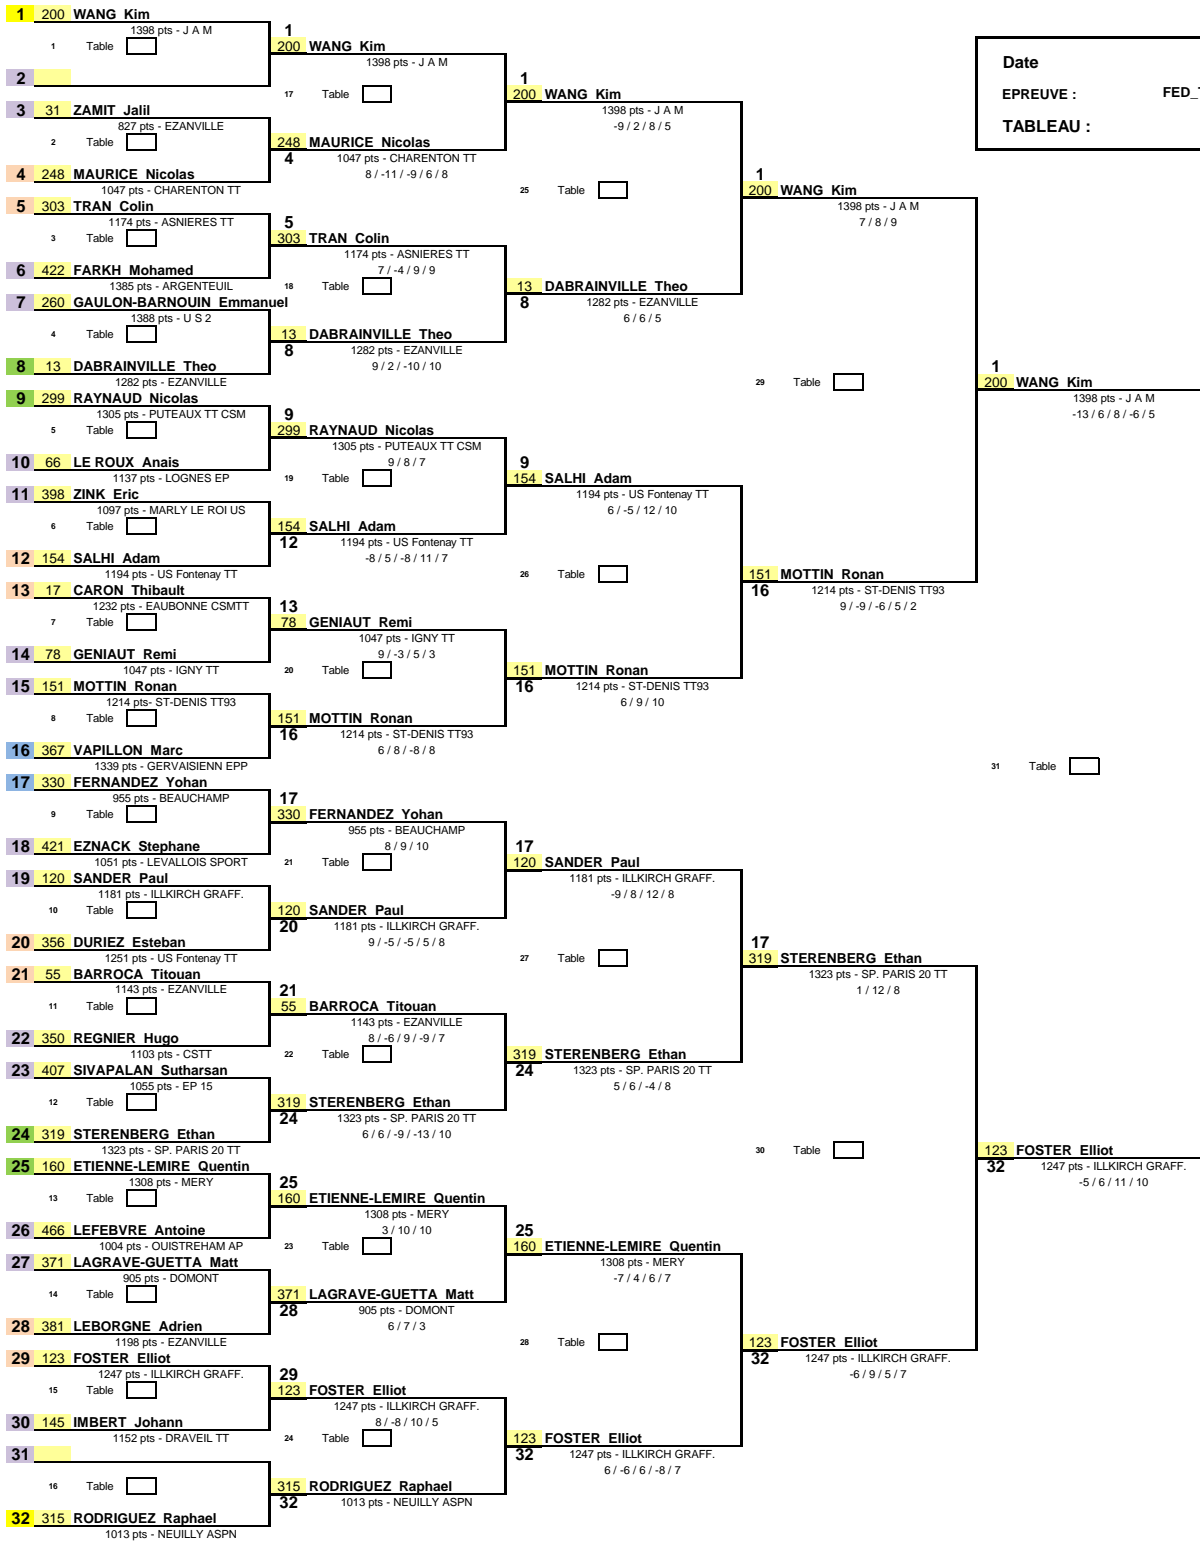 1 200 WANG Kim
1398 pts - J A M
1 Table
2
3 31 ZAMIT Jalil
827 pts - EZANVILLE
2 Table
4 248 MAURICE Nicolas
1047 pts - CHARENTON TT
5 303 TRAN Colin
1174 pts - ASNIERES TT
3 Table
6 422 FARKH Mohamed
1385 pts - ARGENTEUIL
7 260 GAULON-BARNOUIN Emmanuel
1388 pts - U S 2
4 Table
8 13 DABRAINVILLE Theo
1282 pts - EZANVILLE
9 299 RAYNAUD Nicolas
1305 pts - PUTEAUX TT CSM
5 Table
10 66 LE ROUX Anais
1137 pts - LOGNES EP
11 398 ZINK Eric
1097 pts - MARLY LE ROI US
6 Table
12 154 SALHI Adam
1194 pts - US Fontenay TT
13 17 CARON Thibault
1232 pts - EAUBONNE CSMTT
7 Table
14 78 GENIAUT Remi
1047 pts - IGNY TT
15 151 MOTTIN Ronan
1214 pts- ST-DENIS TT93
8 Table
16 367 VAPILLON Marc
1339 pts - GERVAISIENN EPP
17 330 FERNANDEZ Yohan
955 pts - BEAUCHAMP
9 Table
18 421 EZNACK Stephane
1051 pts - LEVALLOIS SPORT
19 120 SANDER Paul
1181 pts - ILLKIRCH GRAFF.
10 Table
20 356 DURIEZ Esteban
1251 pts - US Fontenay TT
21 55 BARROCA Titouan
1143 pts - EZANVILLE
11 Table
22 350 REGNIER Hugo
1103 pts - CSTT
23 407 SIVAPALAN Sutharsan
1055 pts - EP 15
12 Table
24 319 STERENBERG Ethan
1323 pts - SP. PARIS 20 TT
25 160 ETIENNE-LEMIRE Quentin
1308 pts - MERY
13 Table
26 466 LEFEBVRE Antoine
1004 pts - OUISTREHAM AP
27 371 LAGRAVE-GUETTA Matt
905 pts - DOMONT
14 Table
28 381 LEBORGNE Adrien
1198 pts - EZANVILLE
29 123 FOSTER Elliot
1247 pts - ILLKIRCH GRAFF.
15 Table
30 145 IMBERT Johann
1152 pts - DRAVEIL TT
31
16 Table
32 315 RODRIGUEZ Raphael
1013 pts - NEUILLY ASPN
1
200 WANG Kim
1398 pts - J A M
17 Table
248 MAURICE Nicolas
4 1047 pts - CHARENTON TT
8 / -11 / -9 / 6 / 8
5
303 TRAN Colin
1174 pts - ASNIERES TT
7 / -4 / 9 / 9
18 Table
13 DABRAINVILLE Theo
8 1282 pts - EZANVILLE
9 / 2 / -10 / 10
9
299 RAYNAUD Nicolas
1305 pts - PUTEAUX TT CSM
9 / 8 / 7
19 Table
154 SALHI Adam
12 1194 pts - US Fontenay TT
-8 / 5 / -8 / 11 / 7
13
78 GENIAUT Remi
1047 pts - IGNY TT
9 / -3 / 5 / 3
20 Table
151 MOTTIN Ronan
16 1214 pts - ST-DENIS TT93
6 / 8 / -8 / 8
17
330 FERNANDEZ Yohan
955 pts - BEAUCHAMP
8 / 9 / 10
21 Table
120 SANDER Paul
20 1181 pts - ILLKIRCH GRAFF.
9 / -5 / -5 / 5 / 8
21
55 BARROCA Titouan
1143 pts - EZANVILLE
8 / -6 / 9 / -9 / 7
22 Table
319 STERENBERG Ethan
24 1323 pts - SP. PARIS 20 TT
6 / 6 / -9 / -13 / 10
25
160 ETIENNE-LEMIRE Quentin
1308 pts - MERY
3 / 10 / 10
23 Table
371 LAGRAVE-GUETTA Matt
28 905 pts - DOMONT
6 / 7 / 3
29
123 FOSTER Elliot
1247 pts - ILLKIRCH GRAFF.
8 / -8 / 10 / 5
24 Table
315 RODRIGUEZ Raphael
32 1013 pts - NEUILLY ASPN
1
200 WANG Kim
1398 pts - J A M
-9 / 2 / 8 / 5
25 Table
13 DABRAINVILLE Theo
8 1282 pts - EZANVILLE
6 / 6 / 5
9
154 SALHI Adam
1194 pts - US Fontenay TT
6 / -5 / 12 / 10
26 Table
151 MOTTIN Ronan
16 1214 pts - ST-DENIS TT93
6 / 9 / 10
17
120 SANDER Paul
1181 pts - ILLKIRCH GRAFF.
-9 / 8 / 12 / 8
27 Table
319 STERENBERG Ethan
24 1323 pts - SP. PARIS 20 TT
5 / 6 / -4 / 8
25
160 ETIENNE-LEMIRE Quentin
1308 pts - MERY
-7 / 4 / 6 / 7
28 Table
123 FOSTER Elliot
32 1247 pts - ILLKIRCH GRAFF.
6 / -6 / 6 / -8 / 7
1
200 WANG Kim
1398 pts - J A M
7 / 8 / 9
29 Table
151 MOTTIN Ronan
16 1214 pts - ST-DENIS TT93
9 / -9 / -6 / 5 / 2
17
319 STERENBERG Ethan
1323 pts - SP. PARIS 20 TT
1 / 12 / 8
30 Table
123 FOSTER Elliot
32 1247 pts - ILLKIRCH GRAFF.
-6 / 9 / 5 / 7
Date
EPREUVE : FED_
TABLEAU :
1
200 WANG Kim
1398 pts - J A M
-13 / 6 / 8 / -6 / 5
31 Table
123 FOSTER Elliot
32 1247 pts - ILLKIRCH GRAFF.
-5 / 6 / 11 / 10